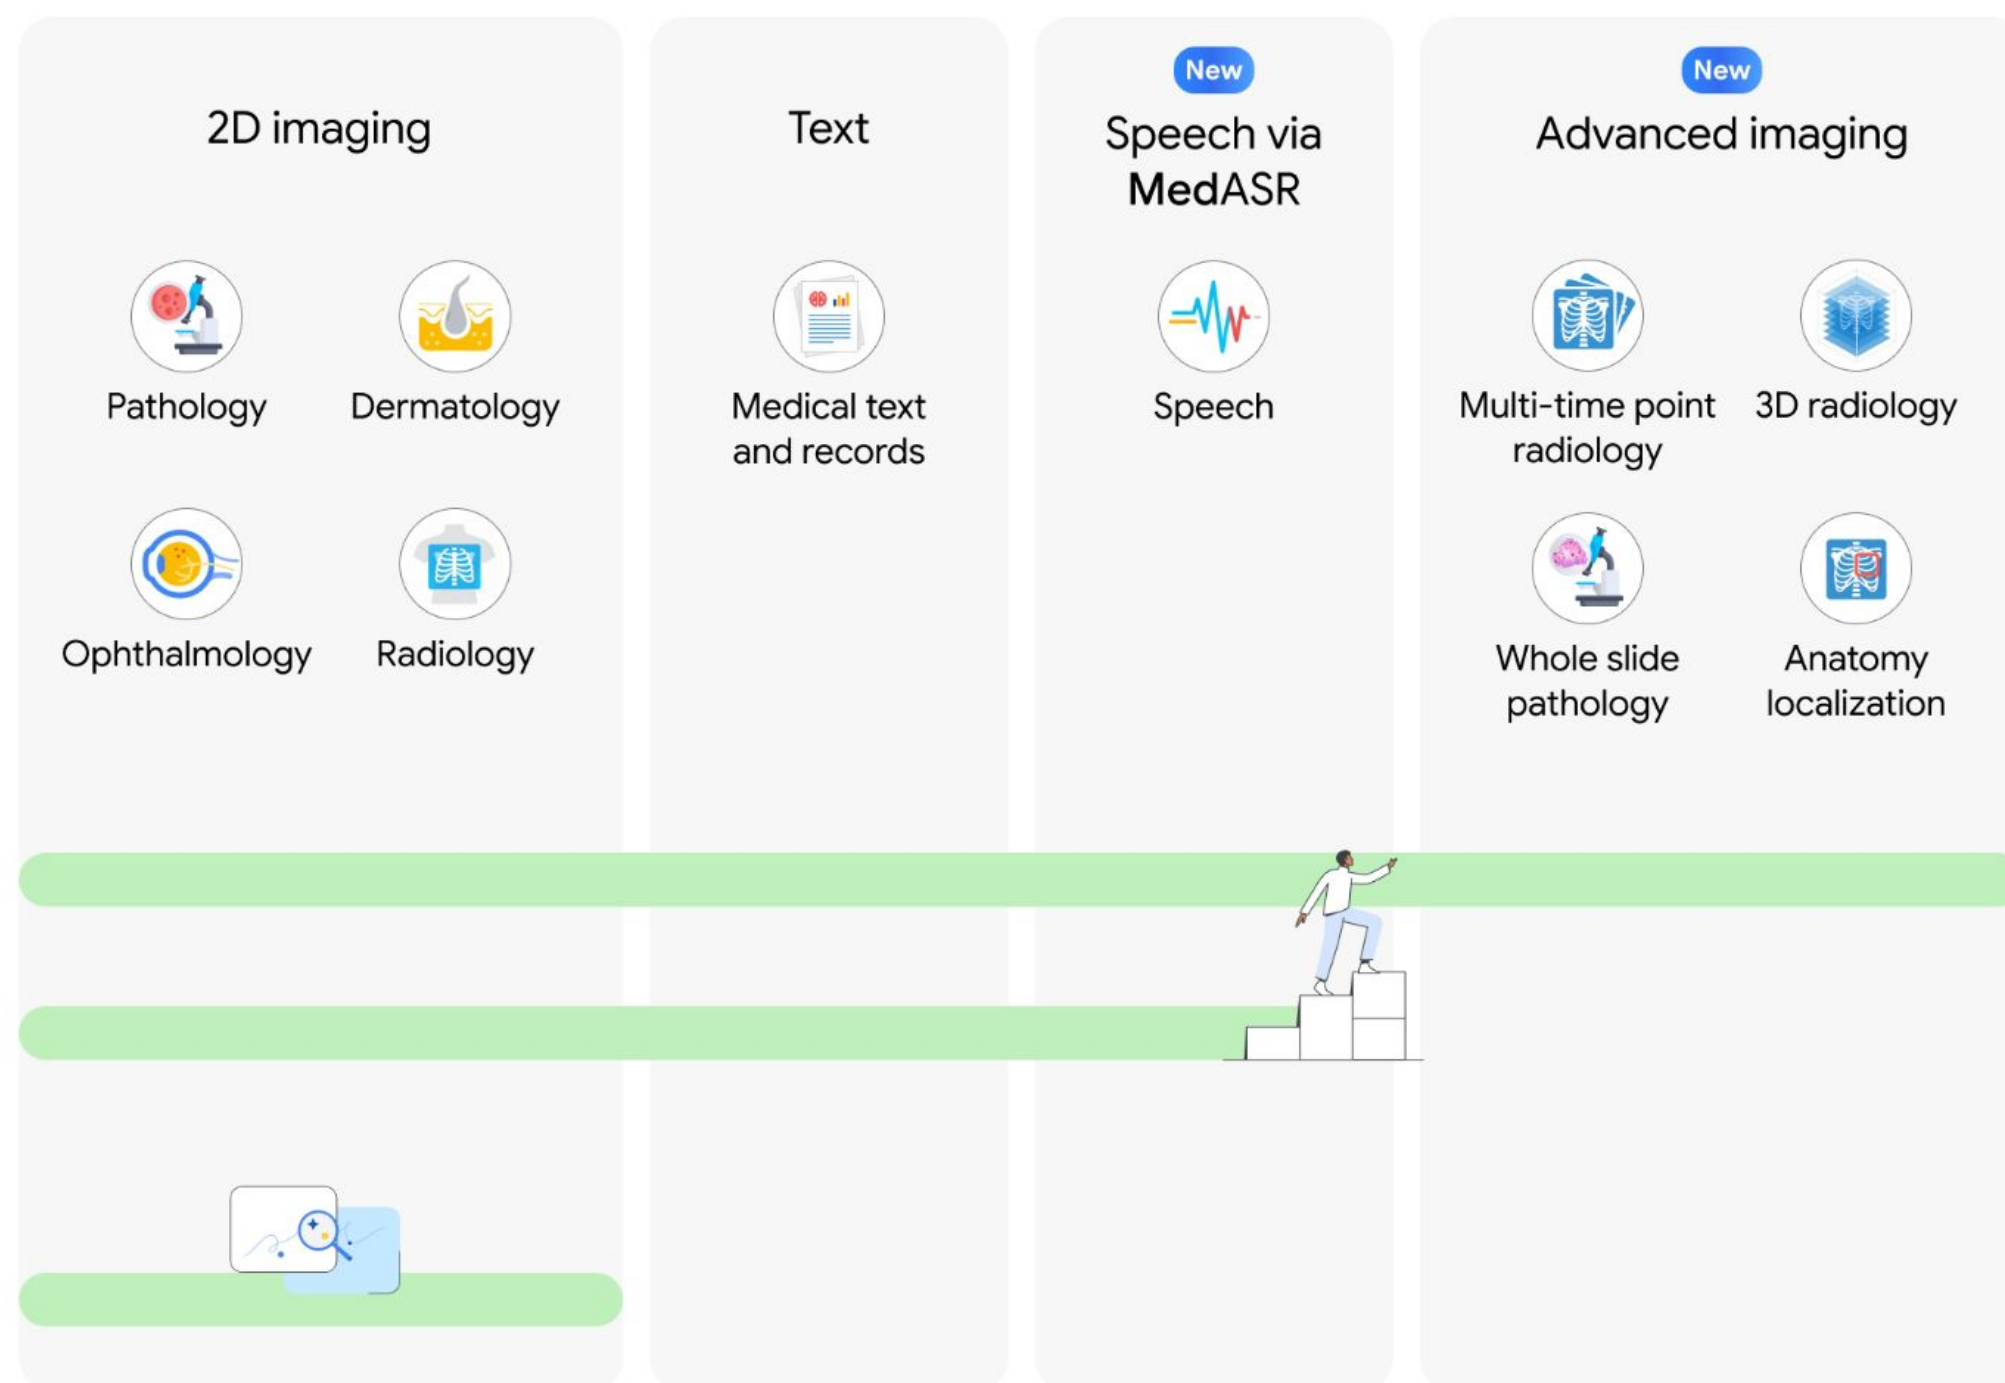 2D imaging
Pathology
Dermatology
Ophthalmology
Radiology
Text
Medical text
and records
New
Speech via
MedASR
Speech
New
Advanced imaging
Multi-time point
radiology
3D radiology
Whole slide
pathology
Anatomy
localization